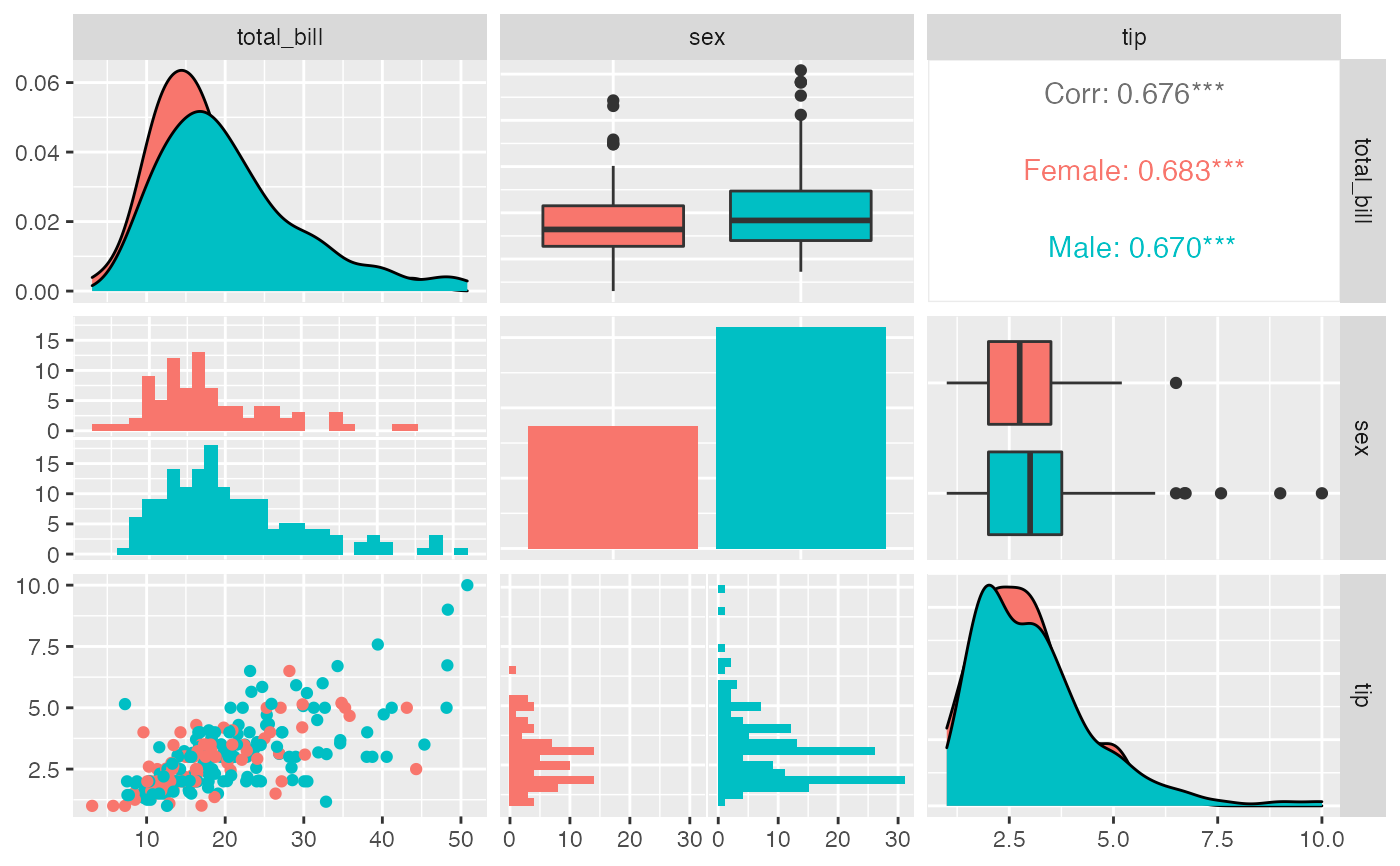 total_bill sex tip
0.06
0.04
0.02
0.00
Corr: 0.676***
Female: 0.683***
Male: 0.670***
total_bill
15
10
5
0
15
10
5
0
sex
10.0
7.5
5.0
2.5
tip
10 20 30 40 50
0 10 20 30 0 10 20 30
2.5 5.0 7.5 10.0